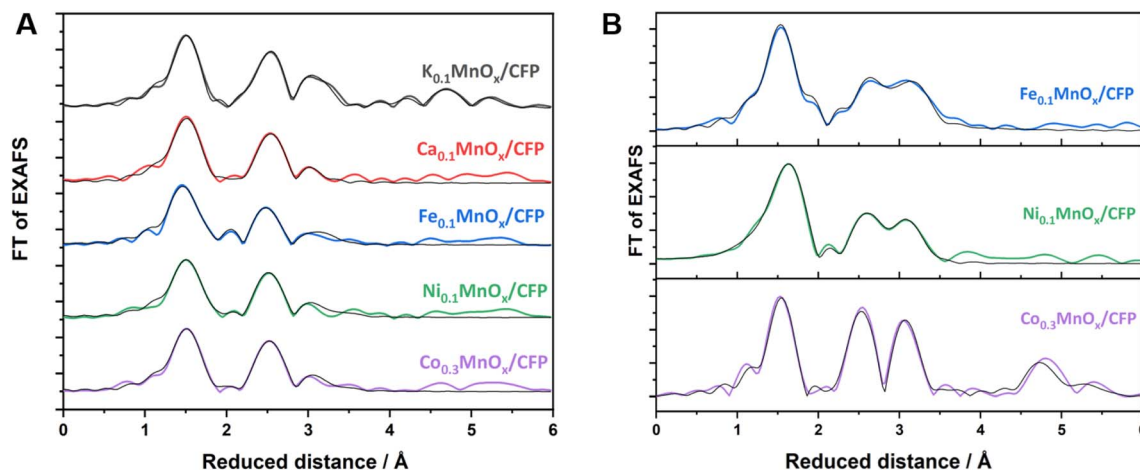 A
FT of EXAFS
K0.1MnOx/CFP
Ca0.1MnOx/CFP
Fe0.1MnOx/CFP
Ni0.1MnOx/CFP
Co0.3MnOx/CFP
0 1 2 3 4 5 6
Reduced distance / Å
B
FT of EXAFS
Fe0.1MnOx/CFP
Ni0.1MnOx/CFP
Co0.3MnOx/CFP
0 1 2 3 4 5 6
Reduced distance / Å